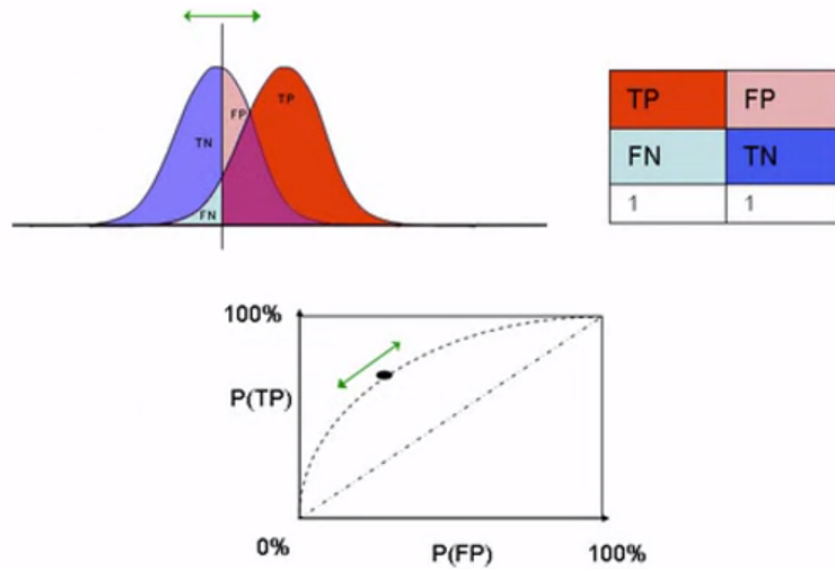 TN
FP
TP
FN
TP FP
FN TN
1 1
100%
P(TP)
0%
P(FP)
100%